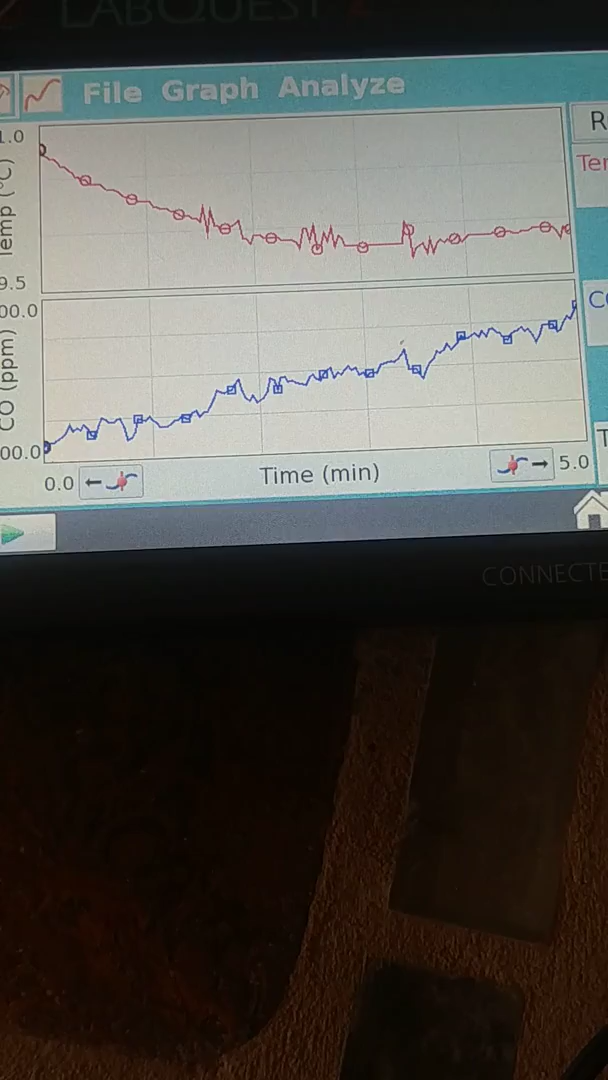 LABQUEST
File Graph Analyze
1.0
Temp (°C)
9.5
00.0
CO (ppm)
00.0
0.0
Time (min)
5.0
CONNECTE